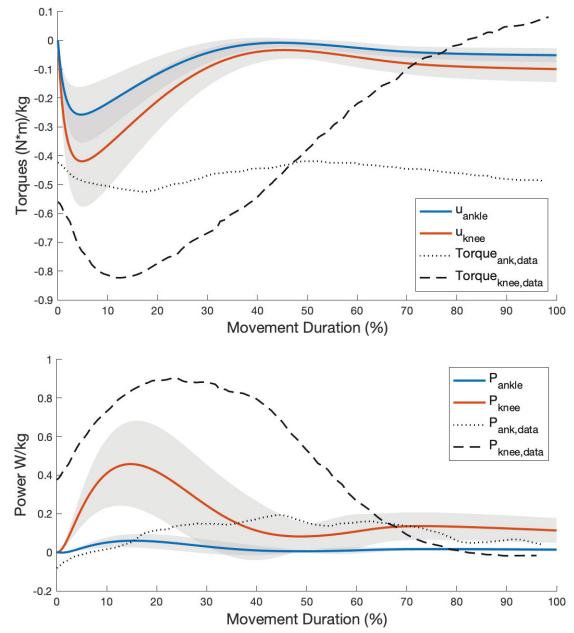 0.1
0
-0.1
-0.2
-0.3
-0.4
-0.5
-0.6
-0.7
-0.8
-0.9
Torques (N*m)/kg
0 10 20 30 40 50 60 70 80 90 100
Movement Duration (%)
u_ankle
u_knee
Torque_ank,data
Torque_knee,data
1
0.8
0.6
0.4
0.2
0
-0.2
Power W/kg
0 10 20 30 40 50 60 70 80 90 100
Movement Duration (%)
P_ankle
P_knee
P_ank,data
P_knee,data